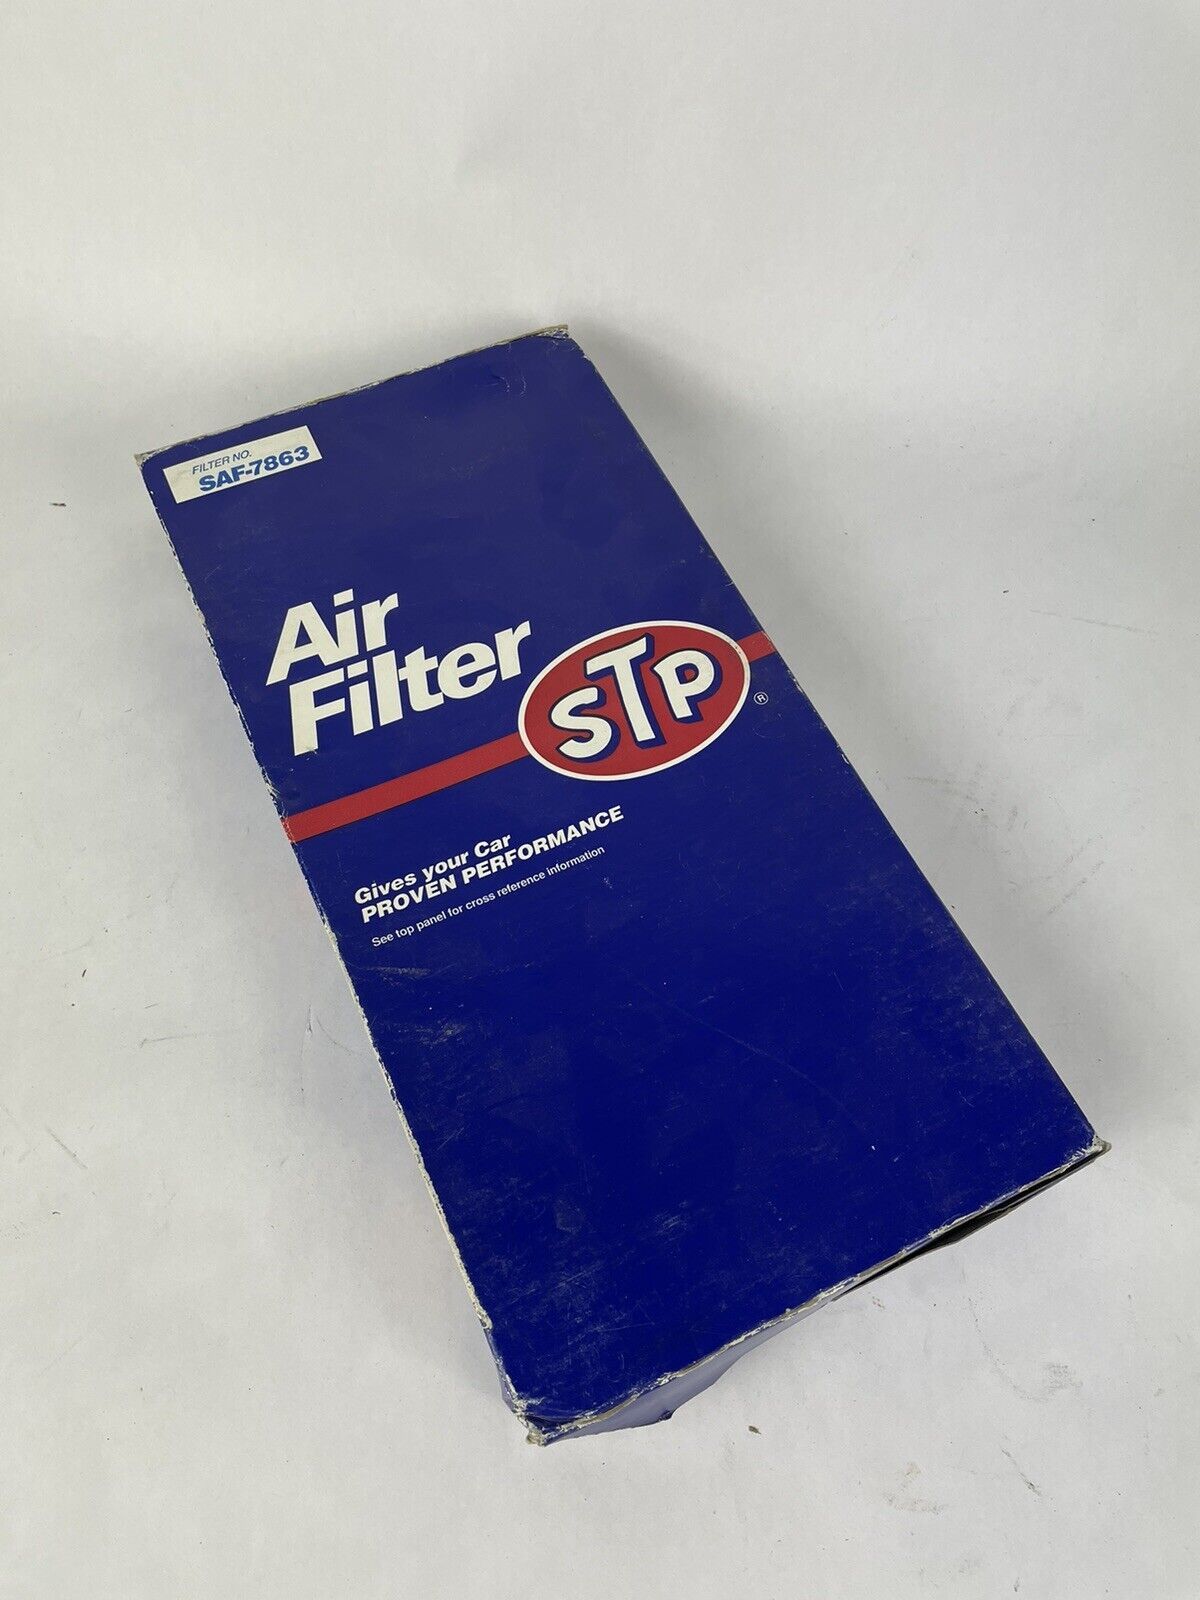 FILTER NO.
SAF-7863
Air
Filter
STP
®
Gives your Car
PROVEN PERFORMANCE
See top panel for cross reference information